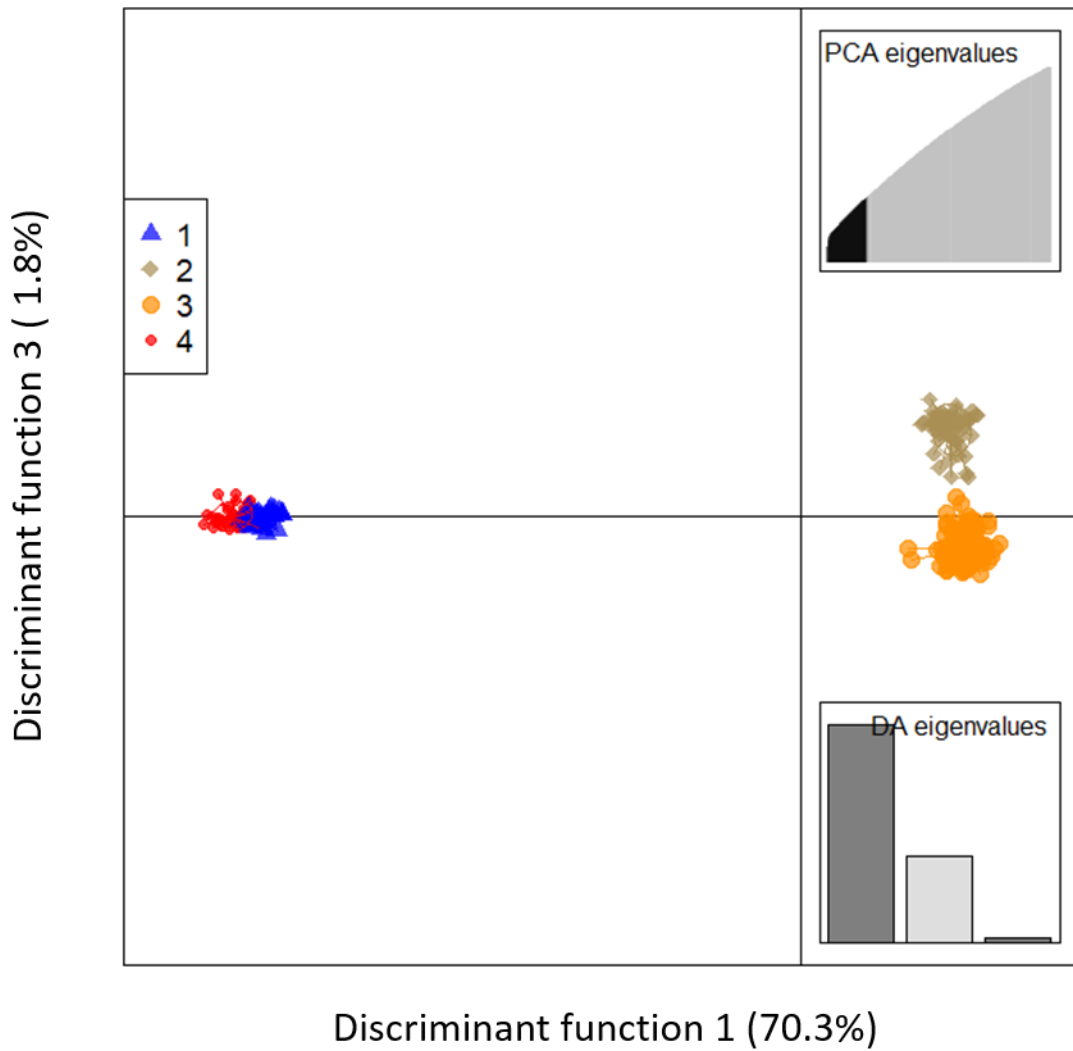 PCA eigenvalues
1
2
3
4
Discriminant function 3 ( 1.8%)
DA eigenvalues
Discriminant function 1 (70.3%)